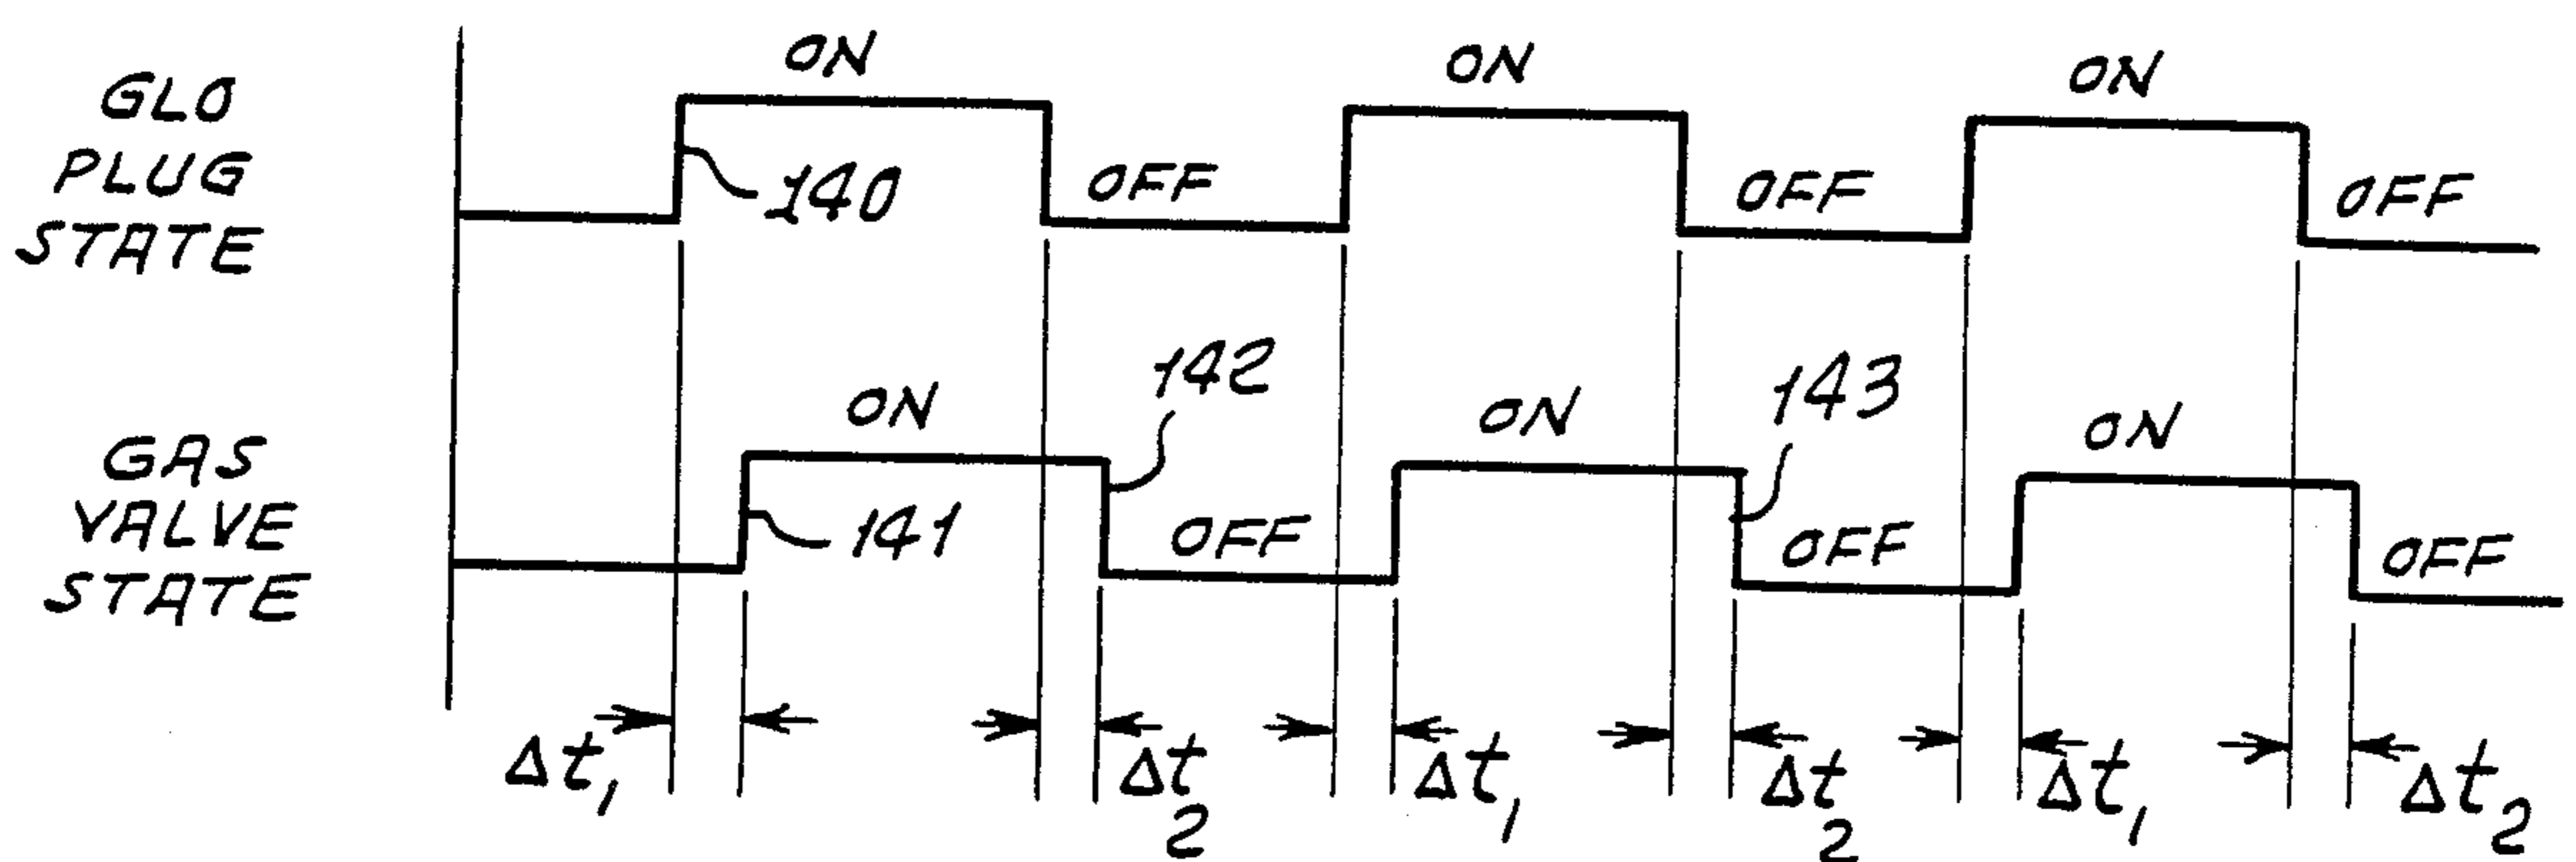 GLO
PLUG
STATE
ON
140
OFF
ON
OFF
ON
OFF
GAS
VALVE
STATE
ON
141
142
OFF
ON
143
OFF
ON
OFF
Δt₁
Δt₂
Δt₁
Δt₂
Δt₁
Δt₂